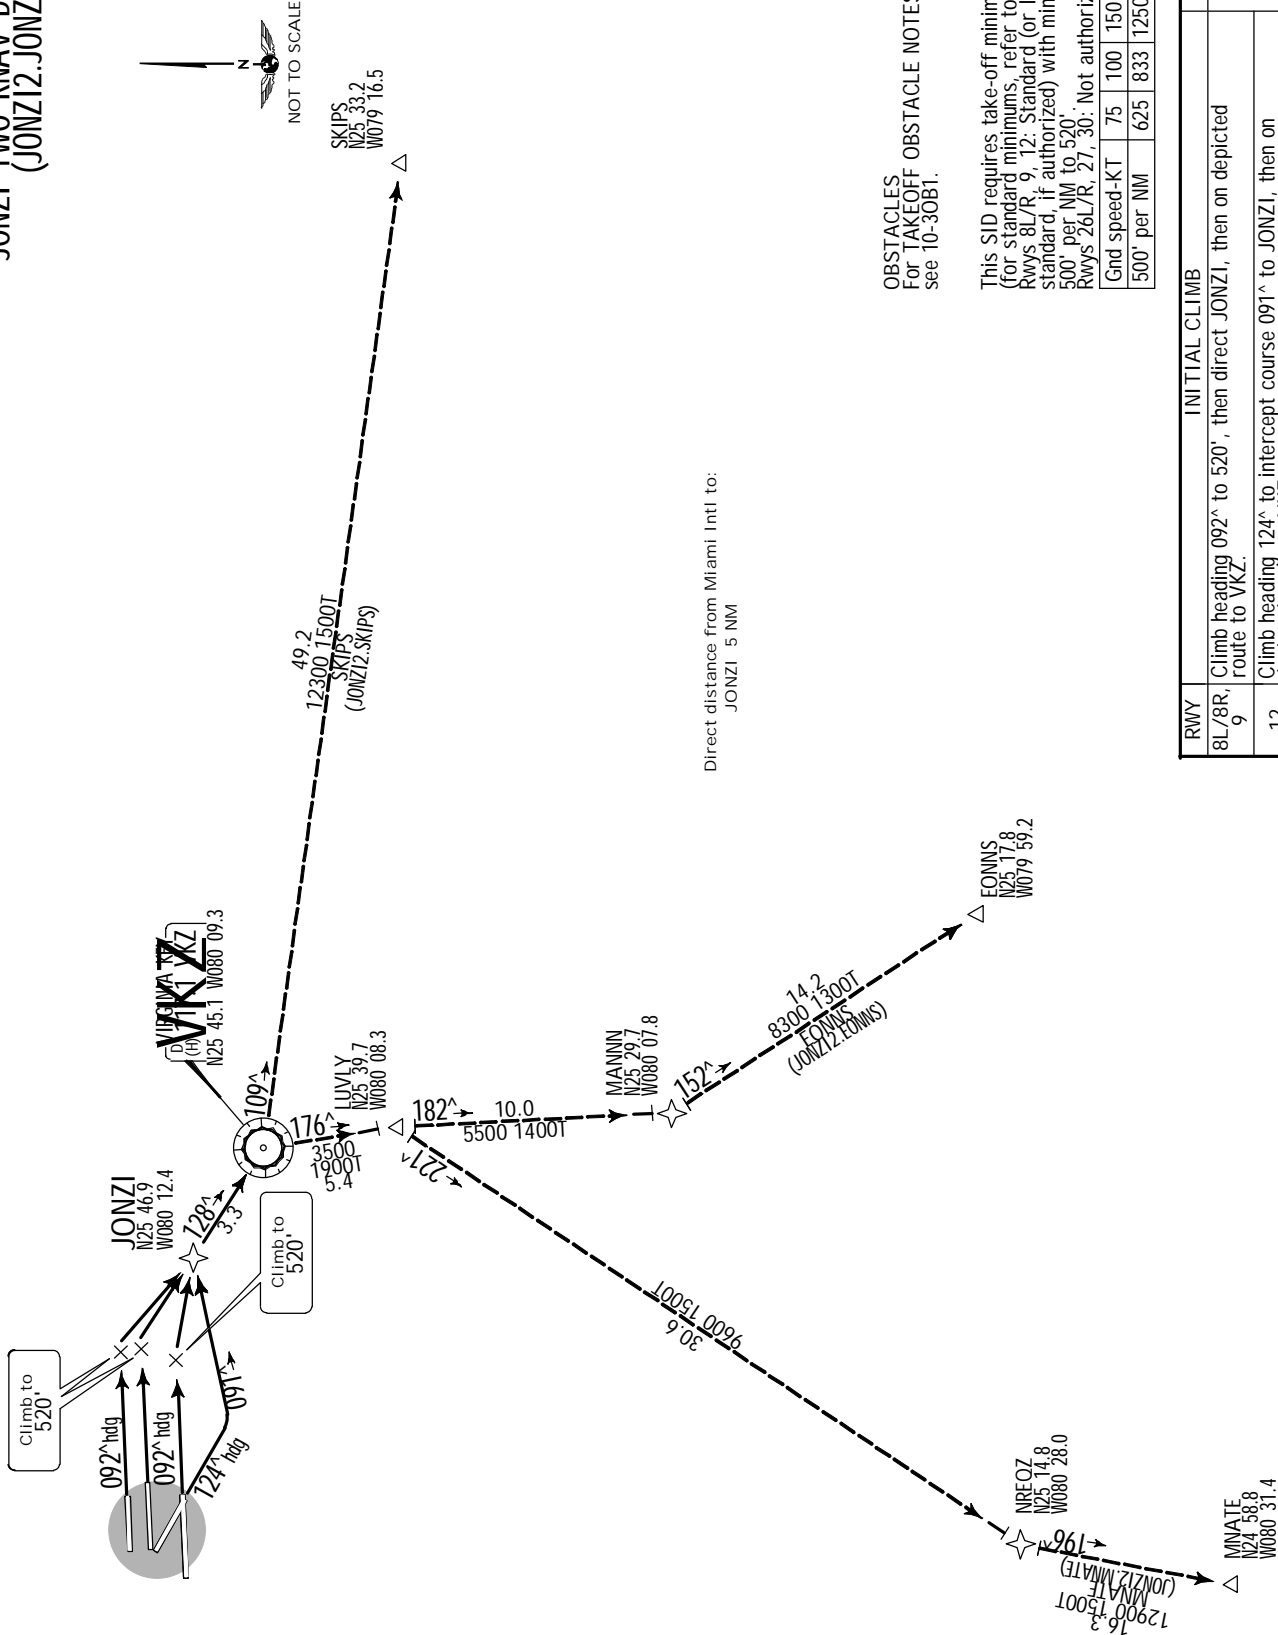 (JONZI2.JONZ
N
NOT TO SCALE
SKIPS
N25 33.2
W079 16.5
49.2
12300 1500T
SKIPS
(JONZI2.SKIPS)
VIRGINIA KEY
VKZ
(H)
N25 45.1 W080 09.3
109^
JONZI
N25 46.9
W080 12.4
128^
3.3
Climb to
520'
Climb to
520'
092^hdg
092^hdg
124^hdg
091^
176^
3500
1900T
5.4
LUVLY
N25 39.7
W080 08.3
182^
10.0
5500 1400T
221^
MANNN
N25 29.7
W080 07.8
152^
14.2
8300 1300T
EONNS
(JONZI2.EONNS)
EONNS
N25 17.8
W079 59.2
9600 1500T
30.6
NREQZ
N25 14.8
W080 28.0
196^
(JONZI2.MNATE)
MNATE
12900 1500T
16.3
MNATE
N24 58.8
W080 31.4
Direct distance from Miami Intl to:
JONZI 5 NM
OBSTACLES
For TAKEOFF OBSTACLE NOTES
see 10-3OB1.
This SID requires take-off minim
(for standard minimums, refer to
Rwys 8L/R, 9, 12: Standard (or l
standard, if authorized) with min
500' per NM to 520'.
Rwys 26L/R, 27, 30: Not authoriz
Gnd speed-KT 75 100 150
500' per NM 625 833 1250
RWY INITIAL CLIMB
8L/8R, 9 Climb heading 092^ to 520', then direct JONZI, then on depicted
route to VKZ.
12 Climb heading 124^ to intercept course 091^ to JONZI, then on